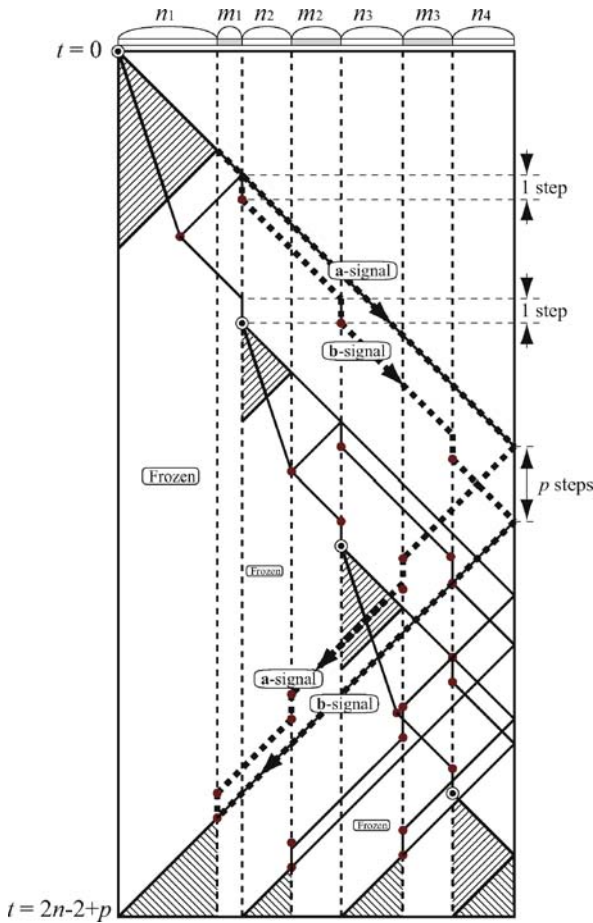 n1 m1 n2 m2 n3 m3 n4
t = 0
1 step
a-signal
1 step
b-signal
Frozen
p steps
Frozen
a-signal
b-signal
Frozen
t = 2n-2+p